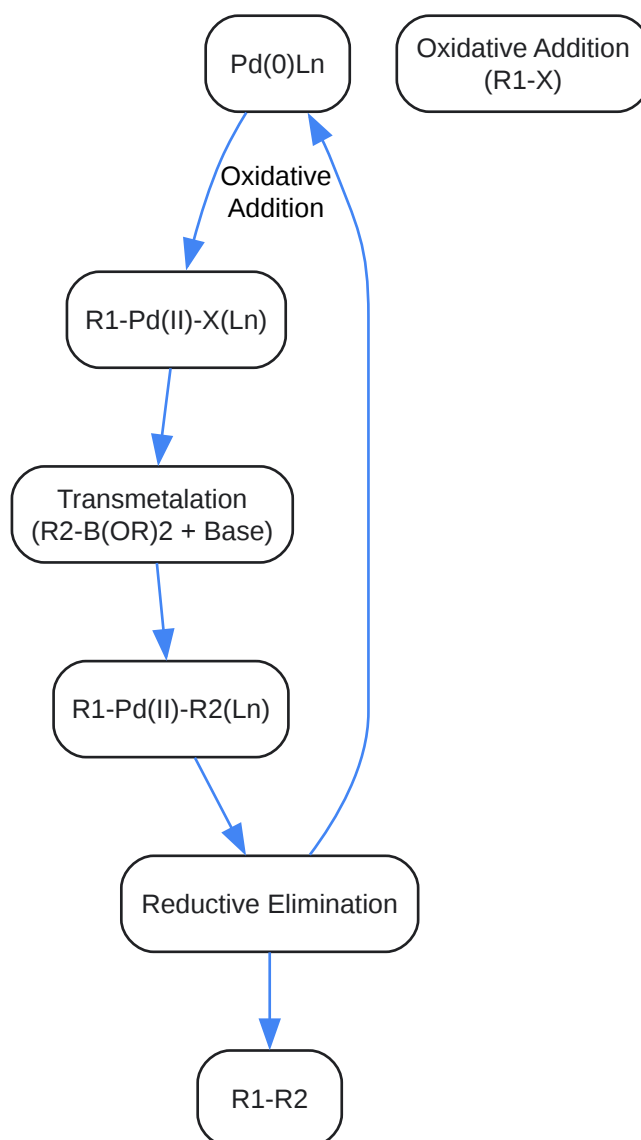 Pd(0)Ln
Oxidative Addition
(R1-X)
Oxidative
Addition
R1-Pd(II)-X(Ln)
Transmetalation
(R2-B(OR)2 + Base)
R1-Pd(II)-R2(Ln)
Reductive Elimination
R1-R2